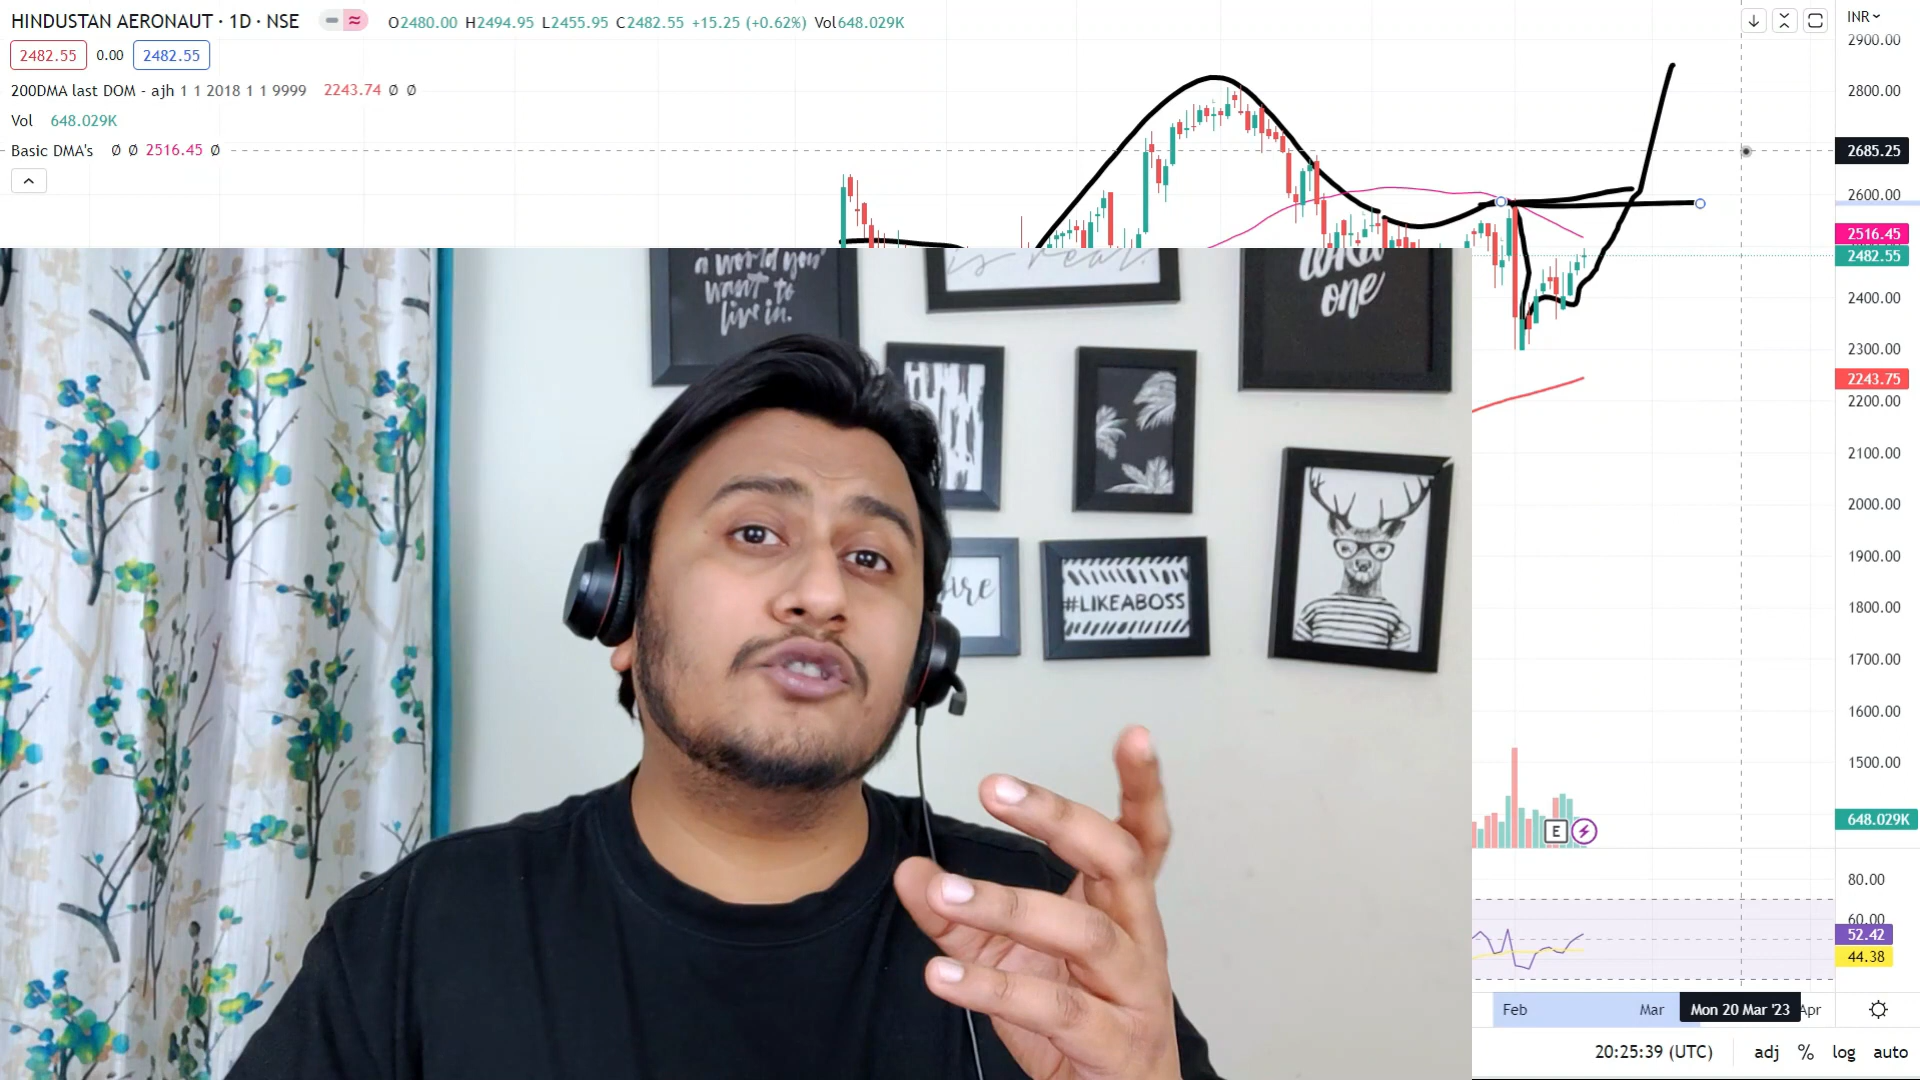 HINDUSTAN AERONAUT · 1D · NSE
O2480.00 H2494.95 L2455.95 C2482.55 +15.25 (+0.62%) Vol648.029K
INR
2482.55 0.00 2482.55
200DMA last DOM - ajh 1 1 2018 1 1 9999 2243.74 Ø Ø
Vol 648.029K
Basic DMA's Ø Ø 2516.45 Ø
2900.00
2800.00
2685.25
2600.00
2516.45
2482.55
2400.00
2300.00
2243.75
2200.00
2100.00
2000.00
1900.00
1800.00
1700.00
1600.00
1500.00
648.029K
80.00
60.00
52.42
44.38
E
a world you
want to
live in.
is real.
one
#LIKEABOSS
Feb Mar Mon 20 Mar '23 Apr
20:25:39 (UTC) adj % log auto